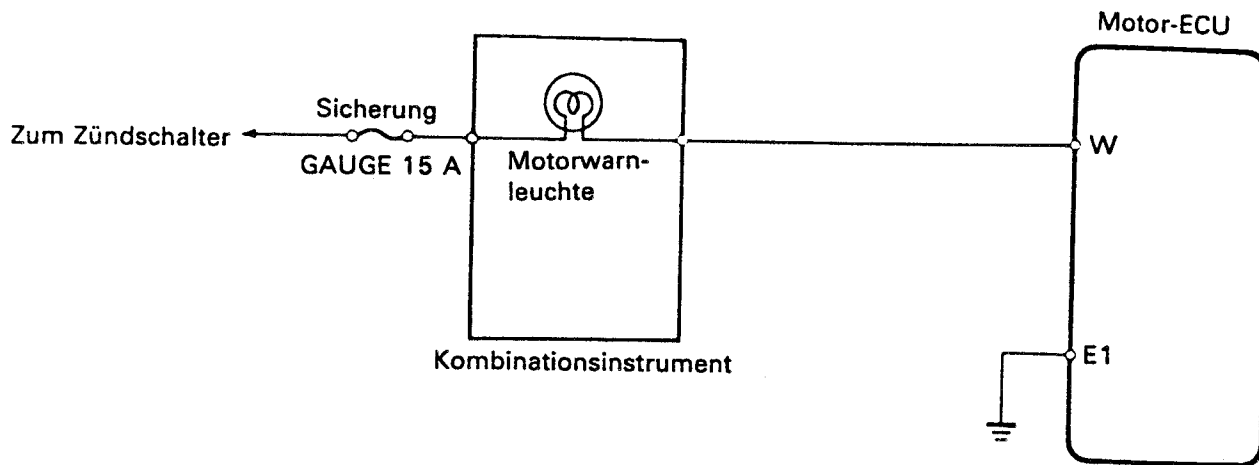 Motor-ECU
Sicherung
Zum Zündschalter
GAUGE 15 A
Motorwarn-
leuchte
W
Kombinationsinstrument
E1